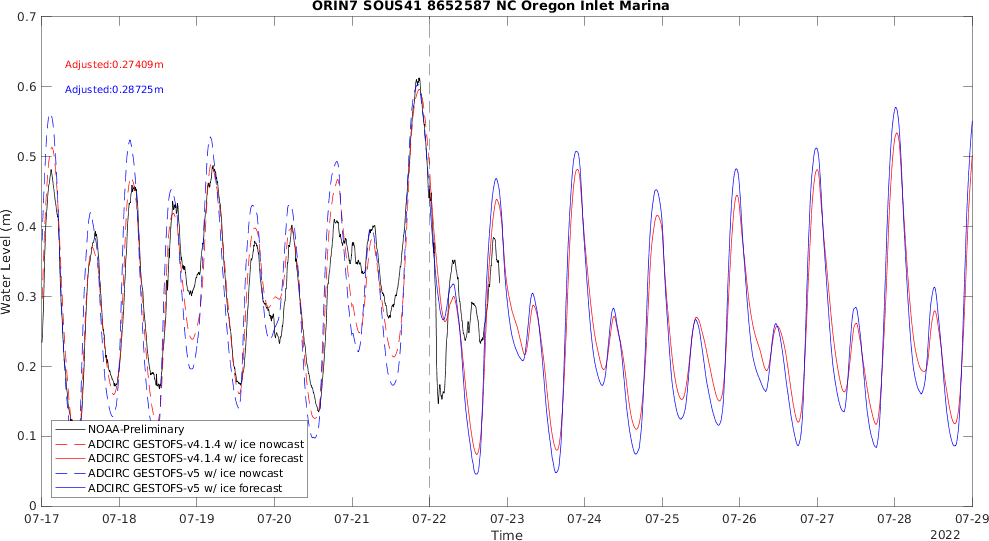 ORIN7 SOUS41 8652587 NC Oregon Inlet Marina
0.7
0.6
0.5
0.4
0.3
0.2
0.1
0
Water Level (m)
Adjusted:0.27409m
Adjusted:0.28725m
NOAA-Preliminary
ADCIRC GESTOFS-v4.1.4 w/ ice nowcast
ADCIRC GESTOFS-v4.1.4 w/ ice forecast
ADCIRC GESTOFS-v5 w/ ice nowcast
ADCIRC GESTOFS-v5 w/ ice forecast
07-17 07-18 07-19 07-20 07-21 07-22 07-23 07-24 07-25 07-26 07-27 07-28 07-29
Time
2022